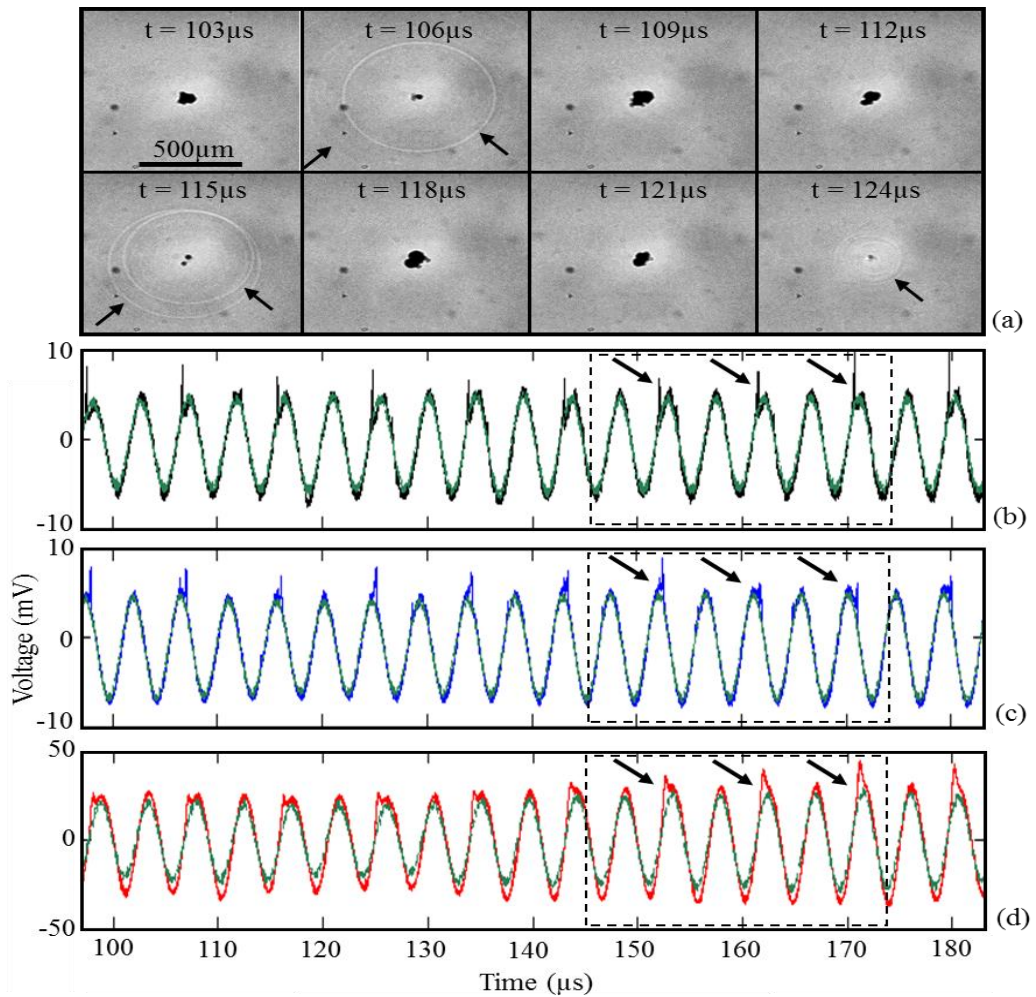 t = 103µs t = 106µs t = 109µs t = 112µs
500µm
t = 115µs t = 118µs t = 121µs t = 124µs
(a)
10
0
-10
(b)
10
0
-10
(c)
Voltage (mV)
50
0
-50
(d)
100 110 120 130 140 150 160 170 180
Time (µs)